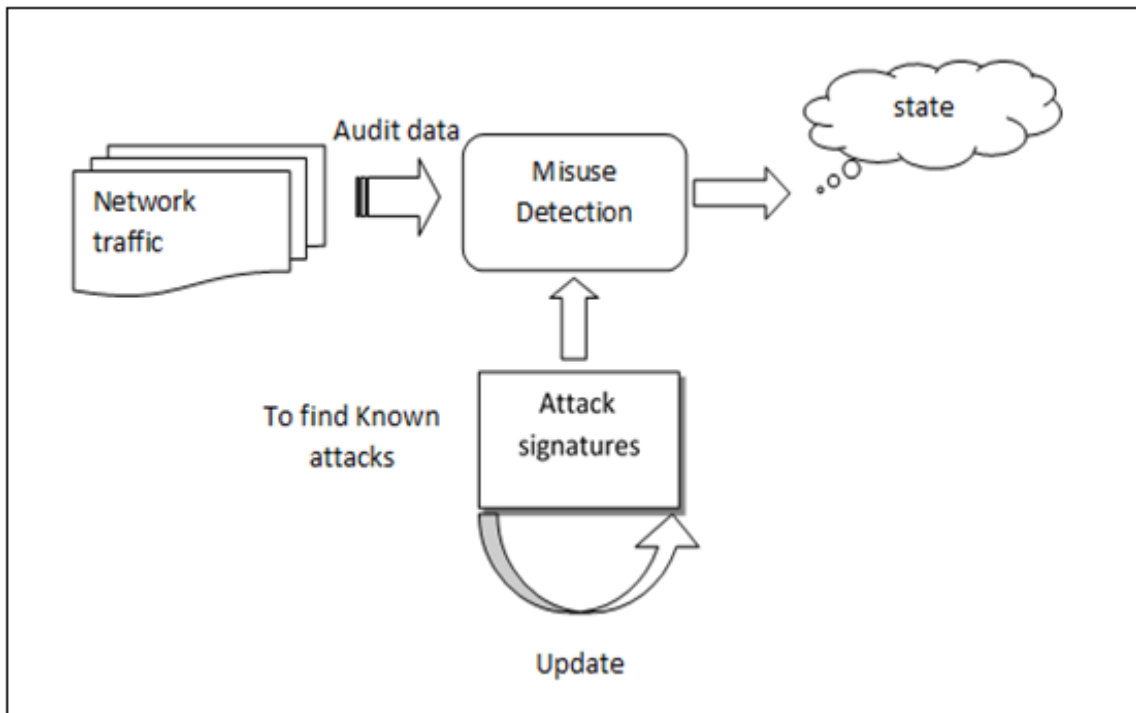 Audit data
Network
traffic
Misuse
Detection
state
To find Known
attacks
Attack
signatures
Update